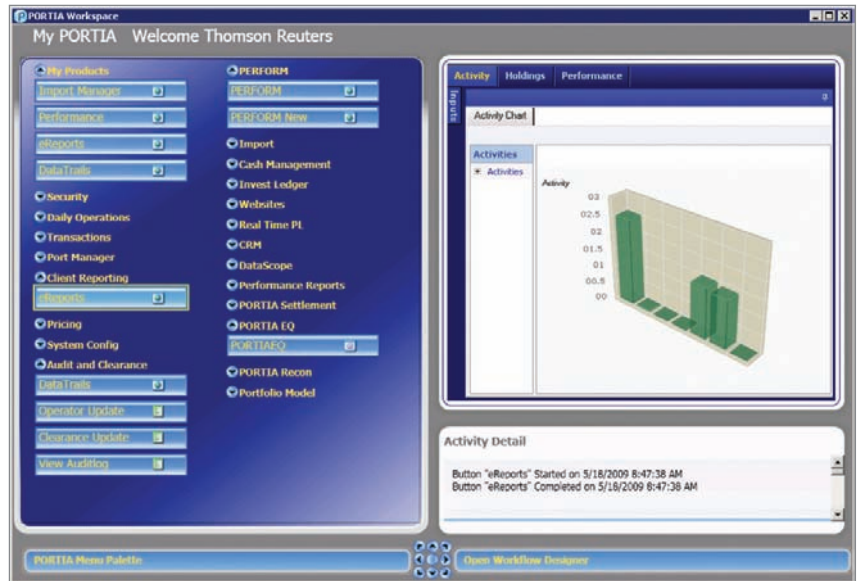 PORTIA Workspace
My PORTIA Welcome Thomson Reuters
My Products
Import Manager
Performance
eReports
DataTrails
Security
Daily Operations
Transactions
Port Manager
Client Reporting
eReports
Pricing
System Config
Audit and Clearance
DataTrails
Operator Update
Clearance Update
View Auditlog
PERFORM
PERFORM
PERFORM New
Import
Cash Management
Invest Ledger
Websites
Real Time PL
CRM
DataScope
Performance Reports
PORTIA Settlement
PORTIA EQ
PORTIAEQ
PORTIA Recon
Portfolio Model
Activity Holdings Performance
Inputs
Activity Chart
Activities
Activities
Activity
03
02.5
02
01.5
01
00.5
00
Activity Detail
Button "eReports" Started on 5/18/2009 8:47:38 AM
Button "eReports" Completed on 5/18/2009 8:47:38 AM
PORTIA Menu Palette
Open Workflow Designer